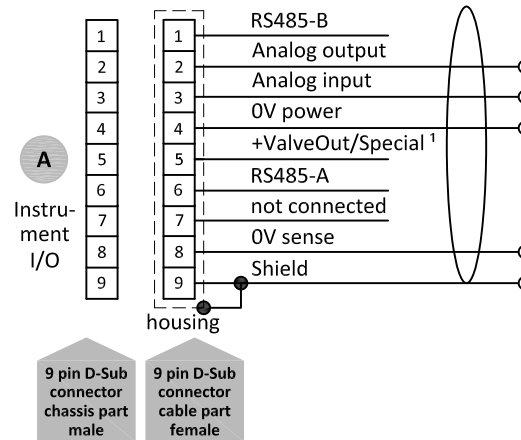 1 1 RS485-B
2 2 Analog output
3 3 Analog input
4 4 0V power
5 5 +ValveOut/Special ¹
6 6 RS485-A
7 7 not connected
8 8 0V sense
9 9 Shield
A
Instru-
ment
I/O
housing
9 pin D-Sub
connector
chassis part
male
9 pin D-Sub
connector
cable part
female